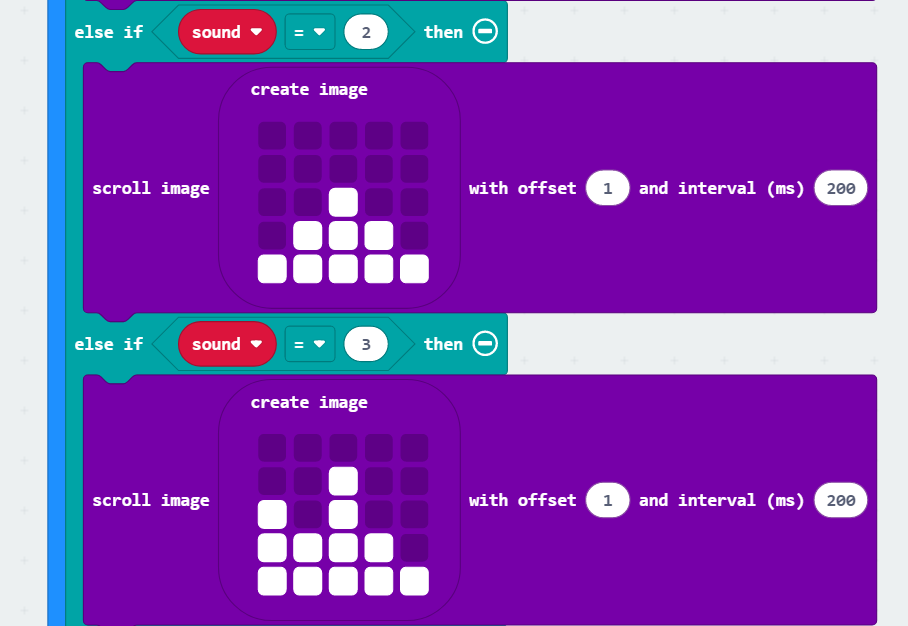 else if sound = 2 then
create image
scroll image with offset 1 and interval (ms) 200
else if sound = 3 then
create image
scroll image with offset 1 and interval (ms) 200